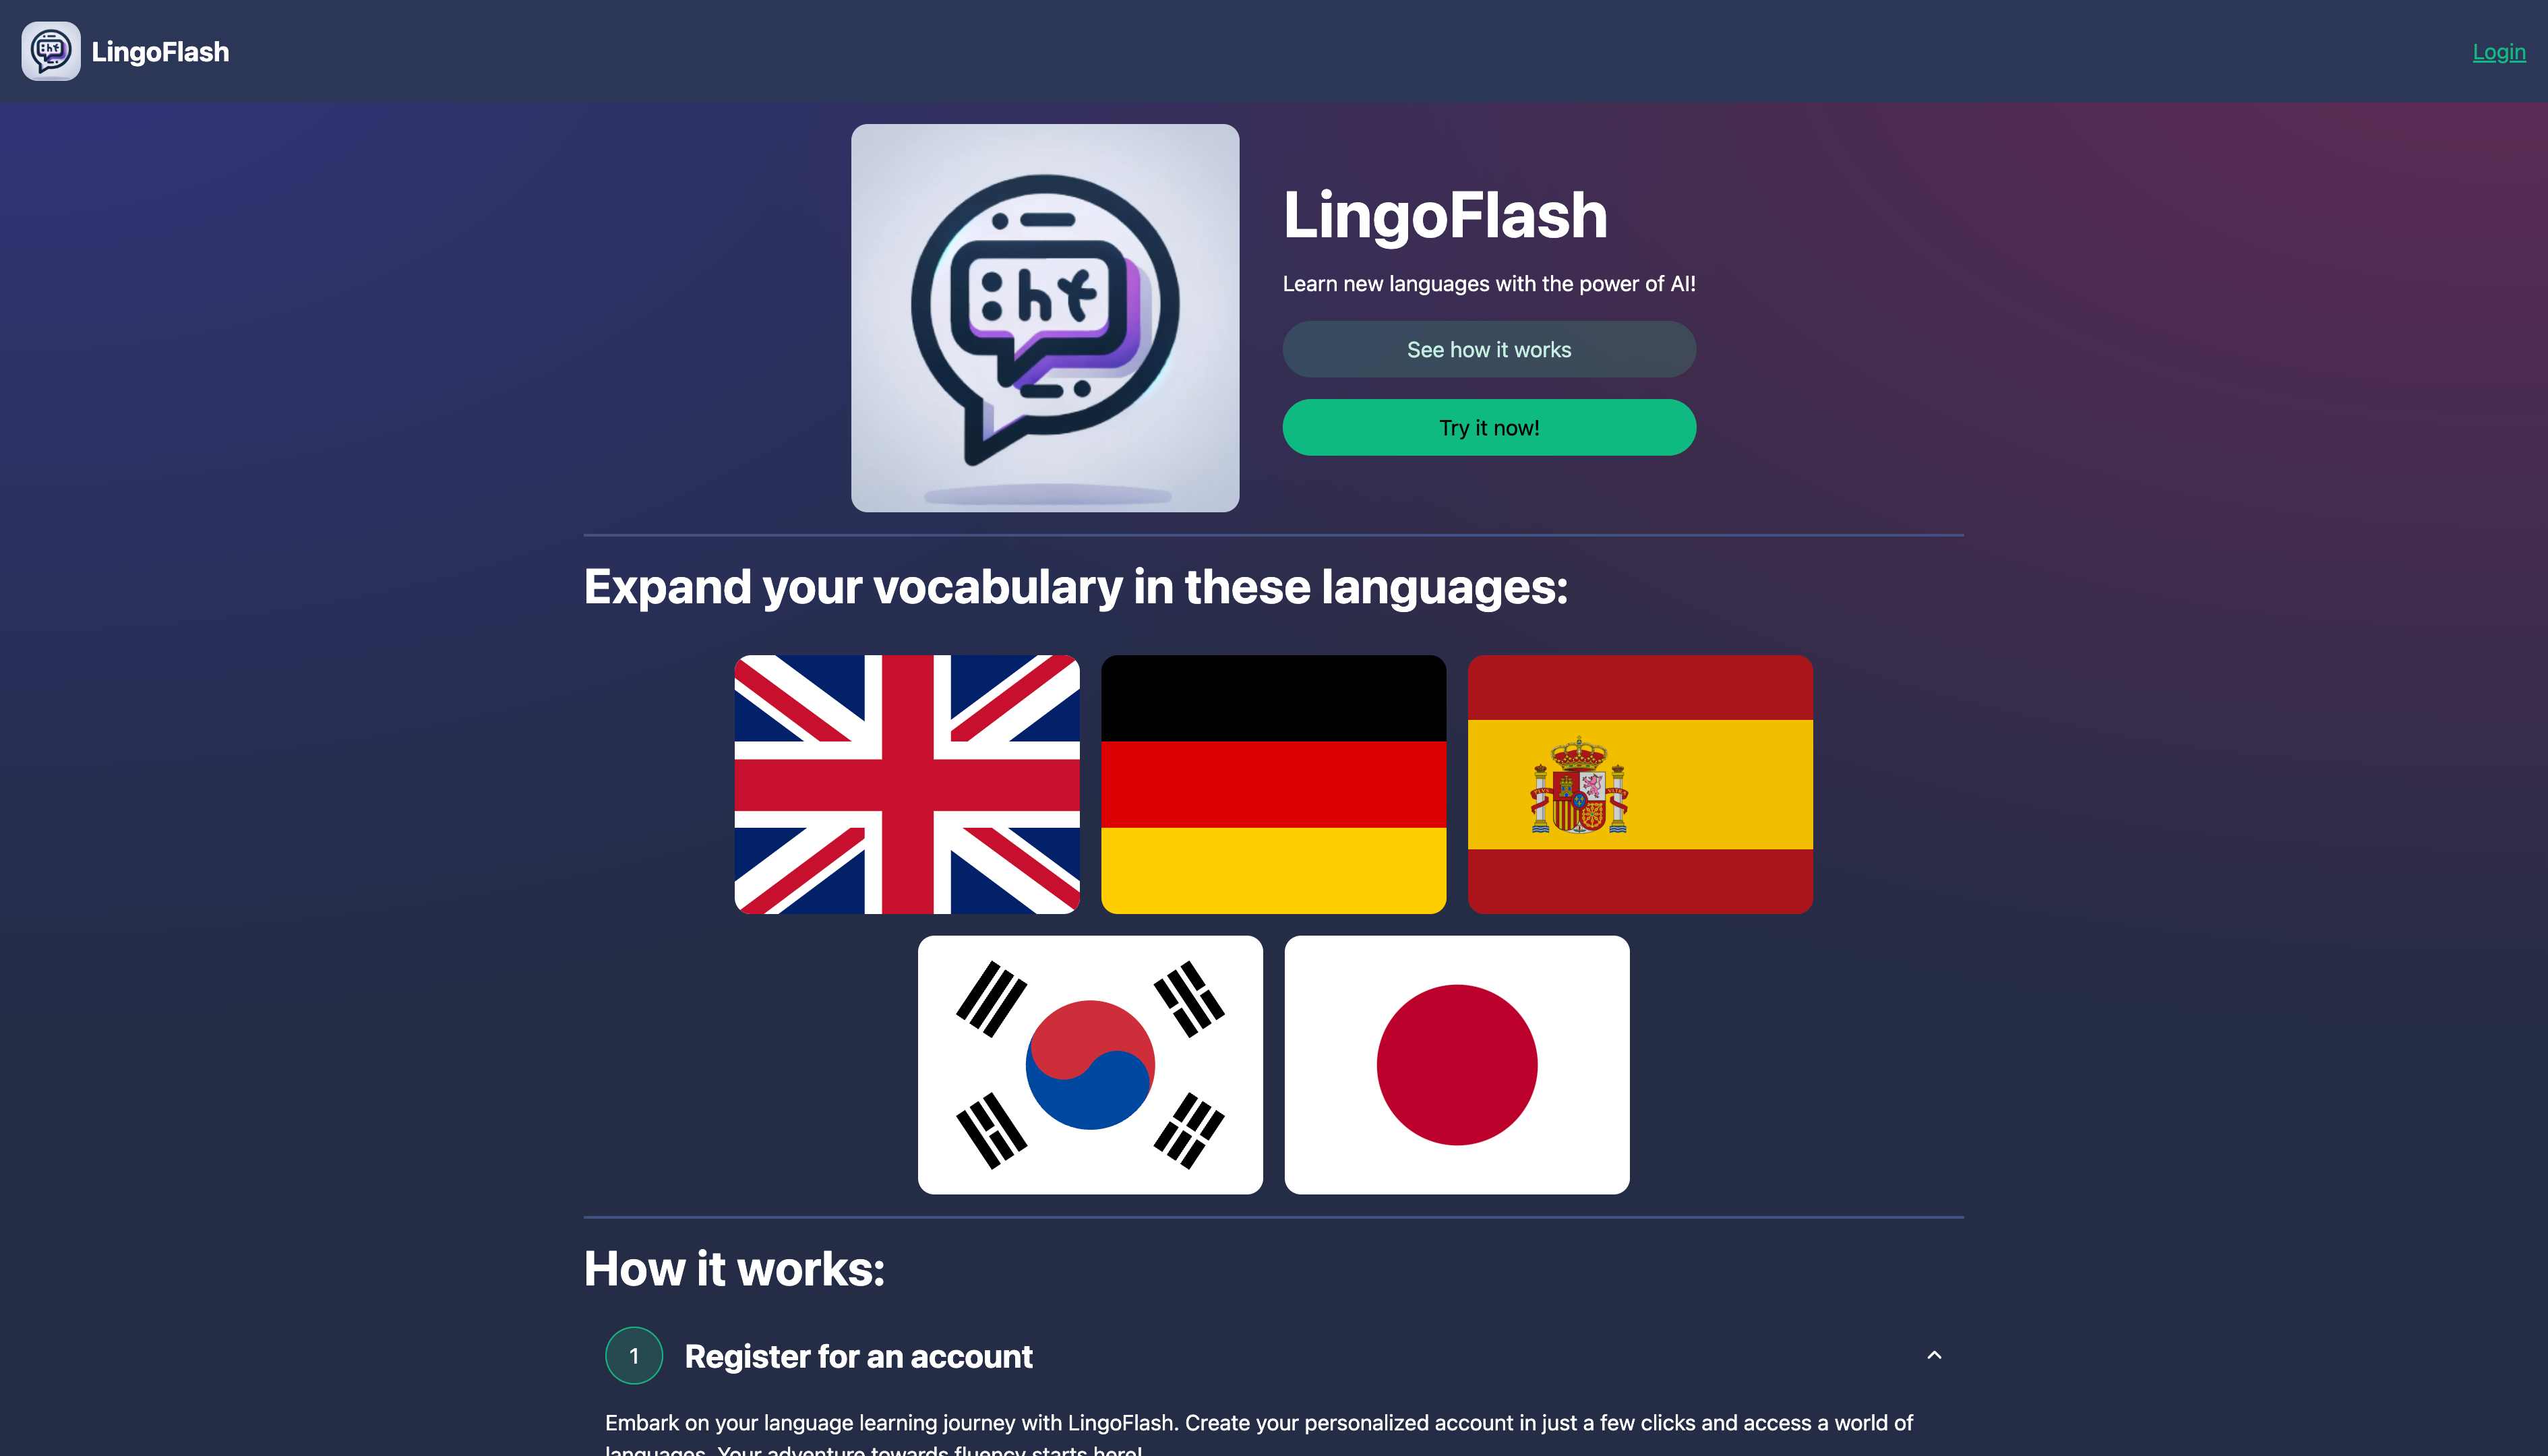 LingoFlash
Login
LingoFlash
Learn new languages with the power of AI!
See how it works
Try it now!
Expand your vocabulary in these languages:
How it works:
1
Register for an account
Embark on your language learning journey with LingoFlash. Create your personalized account in just a few clicks and access a world of
languages. Your adventure towards fluency starts here!